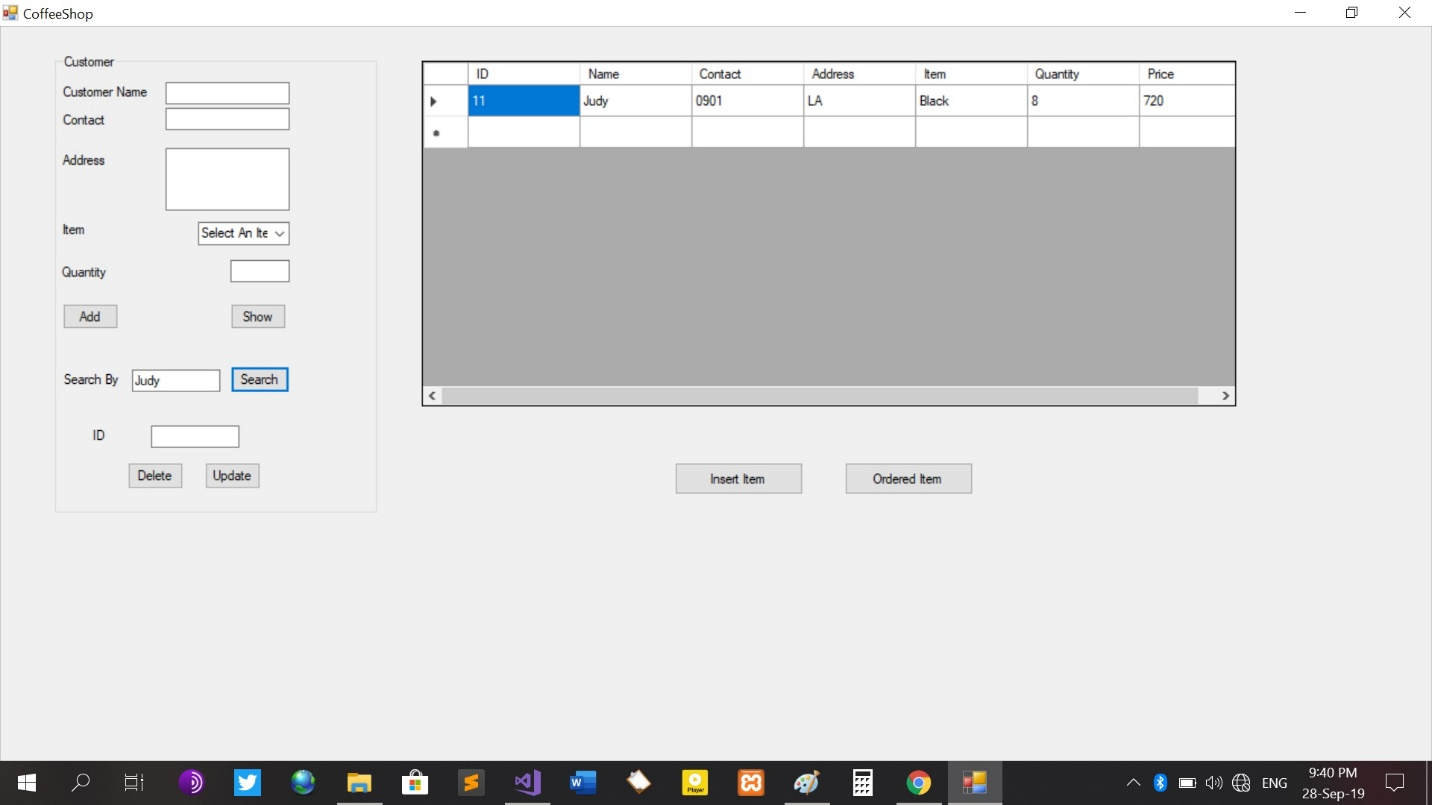 CoffeeShop
Customer
Customer Name
Contact
Address
Item
Select An Ite
Quantity
Add
Show
Search By
Judy
Search
ID
Delete
Update
ID Name Contact Address Item Quantity Price
11 Judy 0901 LA Black 8 720
Insert Item
Ordered Item
Player
ENG
9:40 PM
28-Sep-19